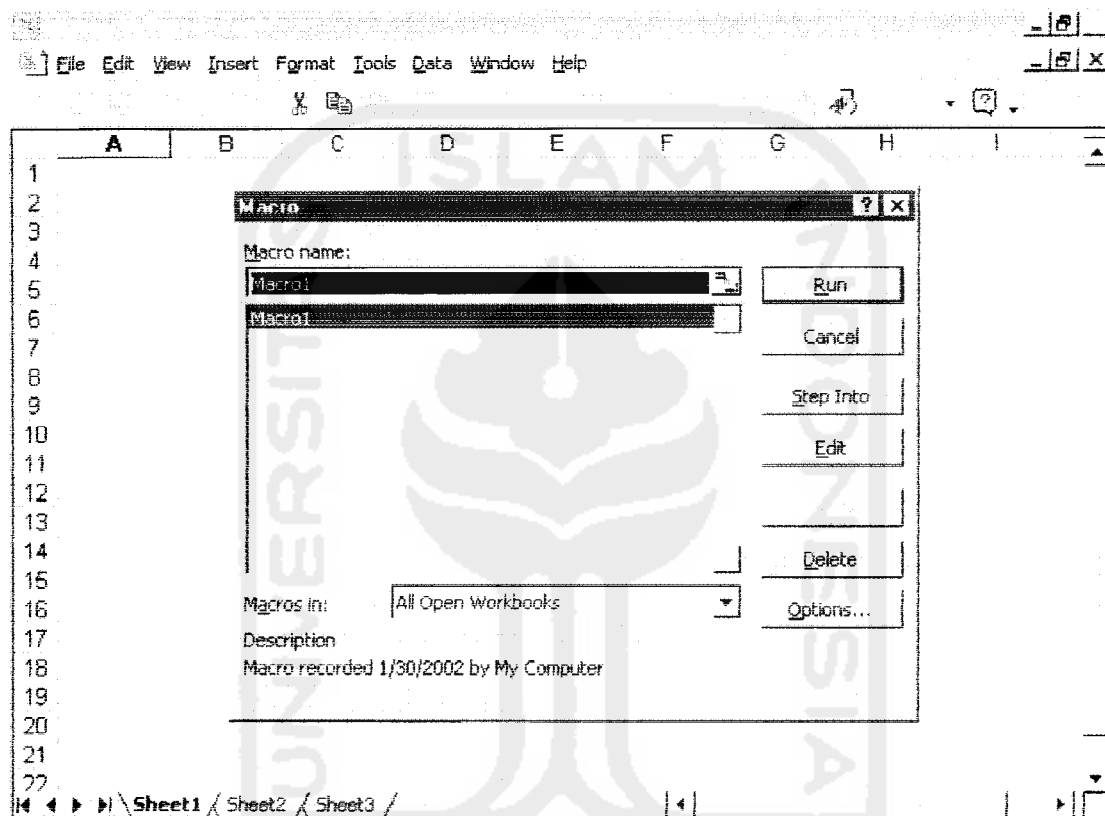 File Edit View Insert Format Tools Data Window Help
A B C D E F G H I
1
2
3
4
5
6
7
8
9
10
11
12
13
14
15
16
17
18
19
20
21
22
Macro
Macro name:
Macro1
Macro1
Run
Cancel
Step Into
Edit
Delete
Options...
Macros in: All Open Workbooks
Description
Macro recorded 1/30/2002 by My Computer
Sheet1 Sheet2 Sheet3
UNIVERSITAS ISLAM INDONESIA